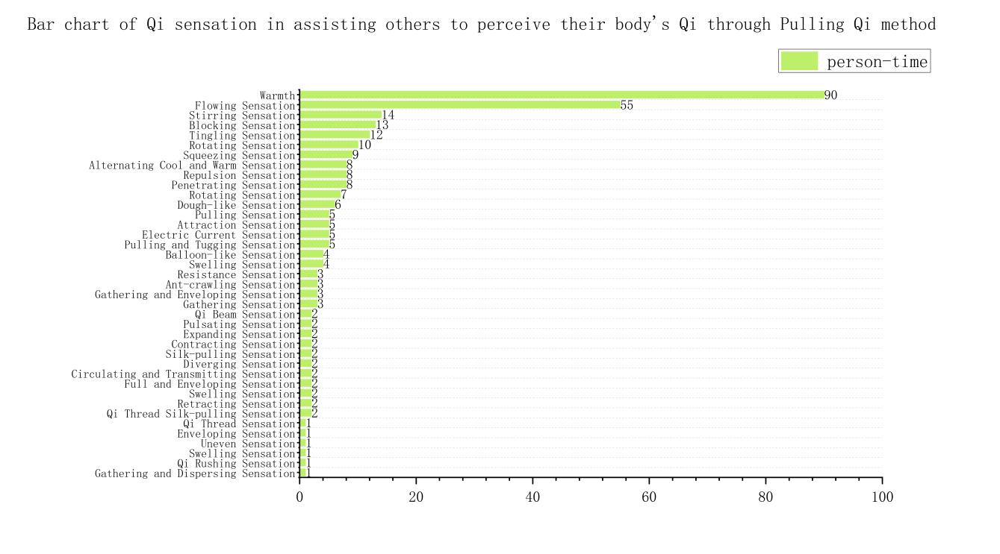 Bar chart of Qi sensation in assisting others to perceive their body's Qi through Pulling Qi method
person-time
Warmth 90
Flowing Sensation 55
Stirring Sensation 14
Blocking Sensation 13
Tingling Sensation 12
Rotating Sensation 10
Squeezing Sensation 9
Alternating Cool and Warm Sensation 8
Repulsion Sensation 8
Penetrating Sensation 8
Rotating Sensation 7
Dough-like Sensation 6
Pulling Sensation 5
Attraction Sensation 5
Electric Current Sensation 5
Pulling and Tugging Sensation 5
Balloon-like Sensation 4
Swelling Sensation 4
Resistance Sensation 3
Ant-crawling Sensation 3
Gathering and Enveloping Sensation 3
Gathering Sensation 3
Qi Beam Sensation 2
Pulsating Sensation 2
Expanding Sensation 2
Contracting Sensation 2
Silk-pulling Sensation 2
Diverging Sensation 2
Circulating and Transmitting Sensation 2
Full and Enveloping Sensation 2
Swelling Sensation 2
Retracting Sensation 2
Qi Thread Silk-pulling Sensation 2
Qi Thread Sensation 1
Enveloping Sensation 1
Uneven Sensation 1
Swelling Sensation 1
Qi Rushing Sensation 1
Gathering and Dispersing Sensation 1
0 20 40 60 80 100